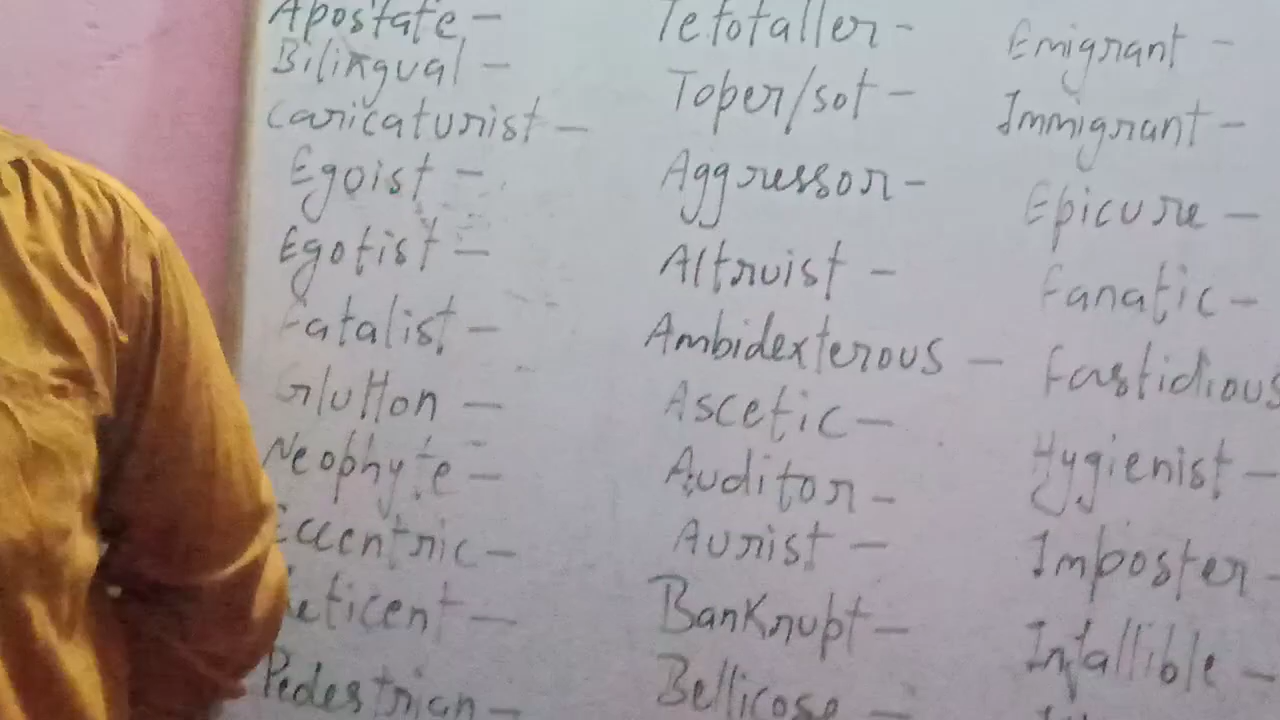 Apostate -
Bilingual -
Caricaturist -
Egoist -
Egotist -
Fatalist -
Glutton -
Neophyte -
Eccentric -
Reticent -
Pedestrian -
Tetotaller -
Toper/sot -
Aggressor -
Altruist -
Ambidexterous -
Ascetic -
Auditor -
Aurist -
Bankrupt -
Bellicose -
Emigrant -
Immigrant -
Epicure -
Fanatic -
Fastidious
Hygienist -
Imposter -
Infallible -